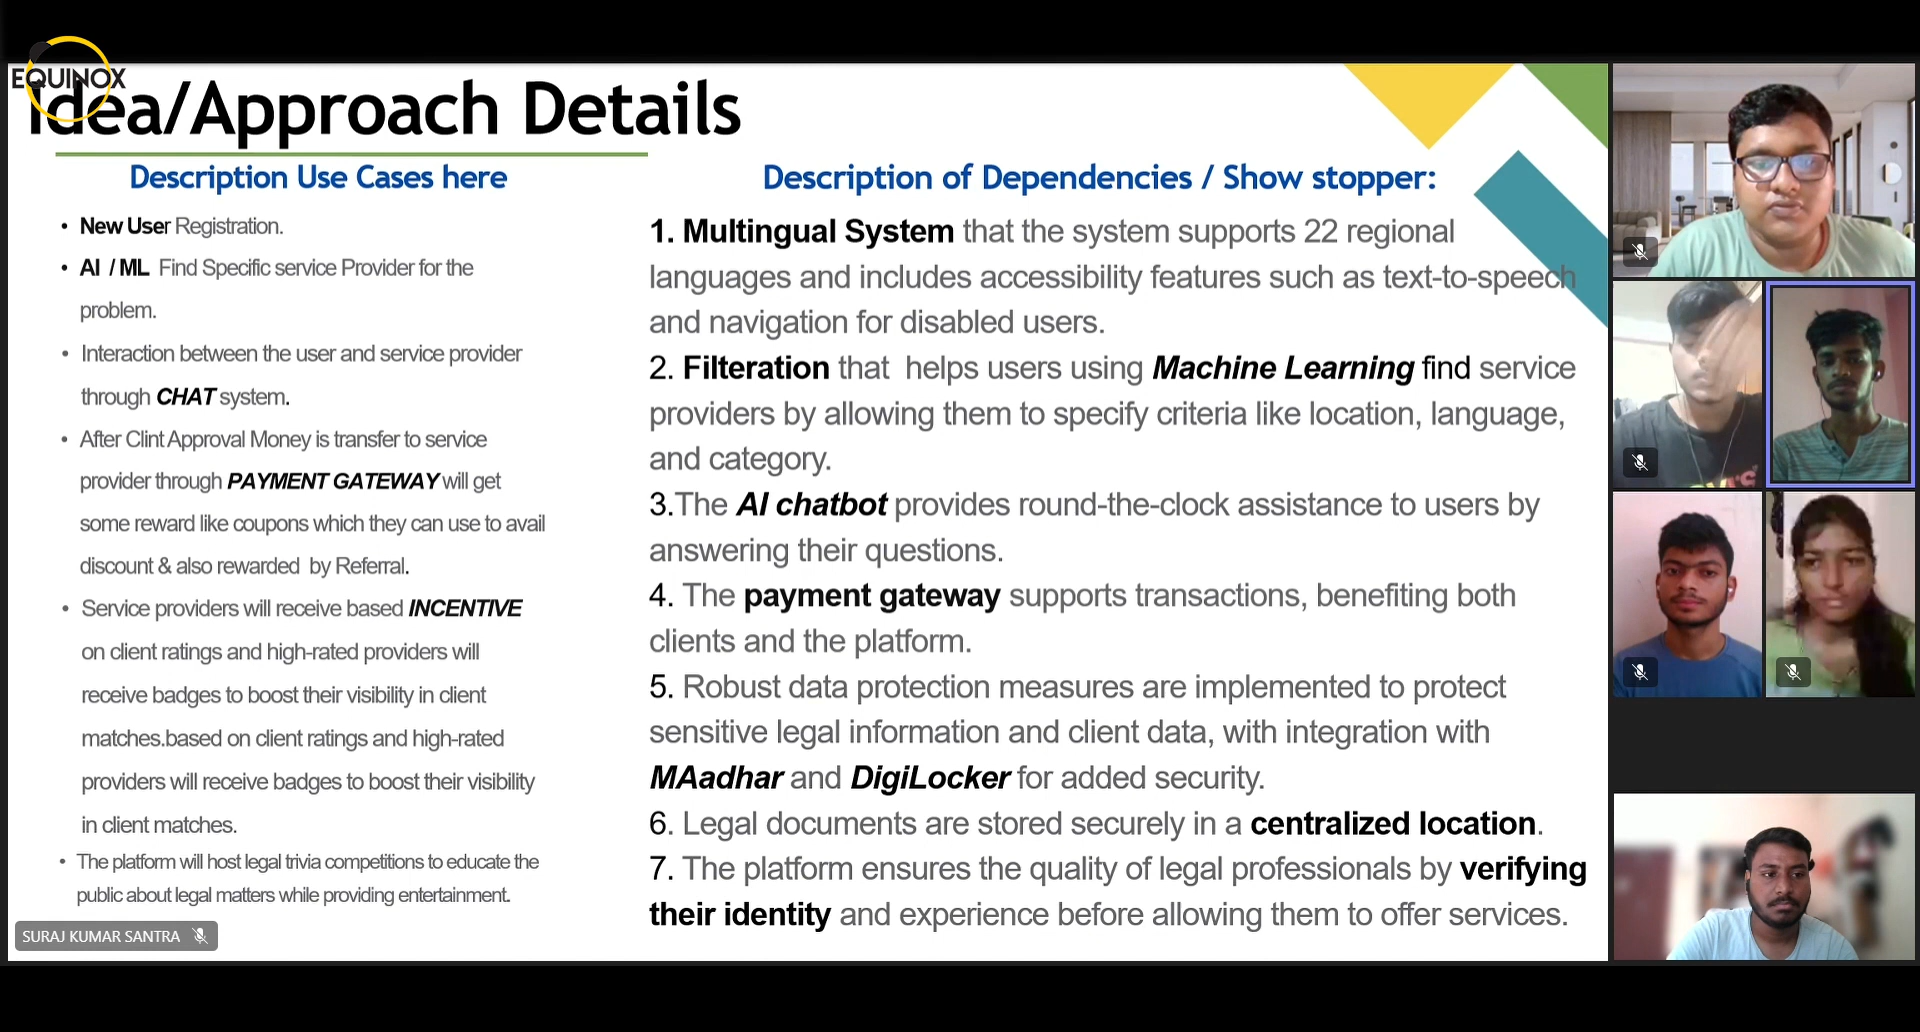 EQUINOX
Idea/Approach Details
Description Use Cases here
• New User Registration.
• AI / ML Find Specific service Provider for the
problem.
• Interaction between the user and service provider
through CHAT system.
• After Clint Approval Money is transfer to service
provider through PAYMENT GATEWAY will get
some reward like coupons which they can use to avail
discount & also rewarded by Referral.
• Service providers will receive based INCENTIVE
on client ratings and high-rated providers will
receive badges to boost their visibility in client
matches.based on client ratings and high-rated
providers will receive badges to boost their visibility
in client matches.
• The platform will host legal trivia competitions to educate the
public about legal matters while providing entertainment.
Description of Dependencies / Show stopper:
1. Multingual System that the system supports 22 regional
languages and includes accessibility features such as text-to-speech
and navigation for disabled users.
2. Filteration that helps users using Machine Learning find service
providers by allowing them to specify criteria like location, language,
and category.
3.The AI chatbot provides round-the-clock assistance to users by
answering their questions.
4. The payment gateway supports transactions, benefiting both
clients and the platform.
5. Robust data protection measures are implemented to protect
sensitive legal information and client data, with integration with
MAadhar and DigiLocker for added security.
6. Legal documents are stored securely in a centralized location.
7. The platform ensures the quality of legal professionals by verifying
their identity and experience before allowing them to offer services.
SURAJ KUMAR SANTRA